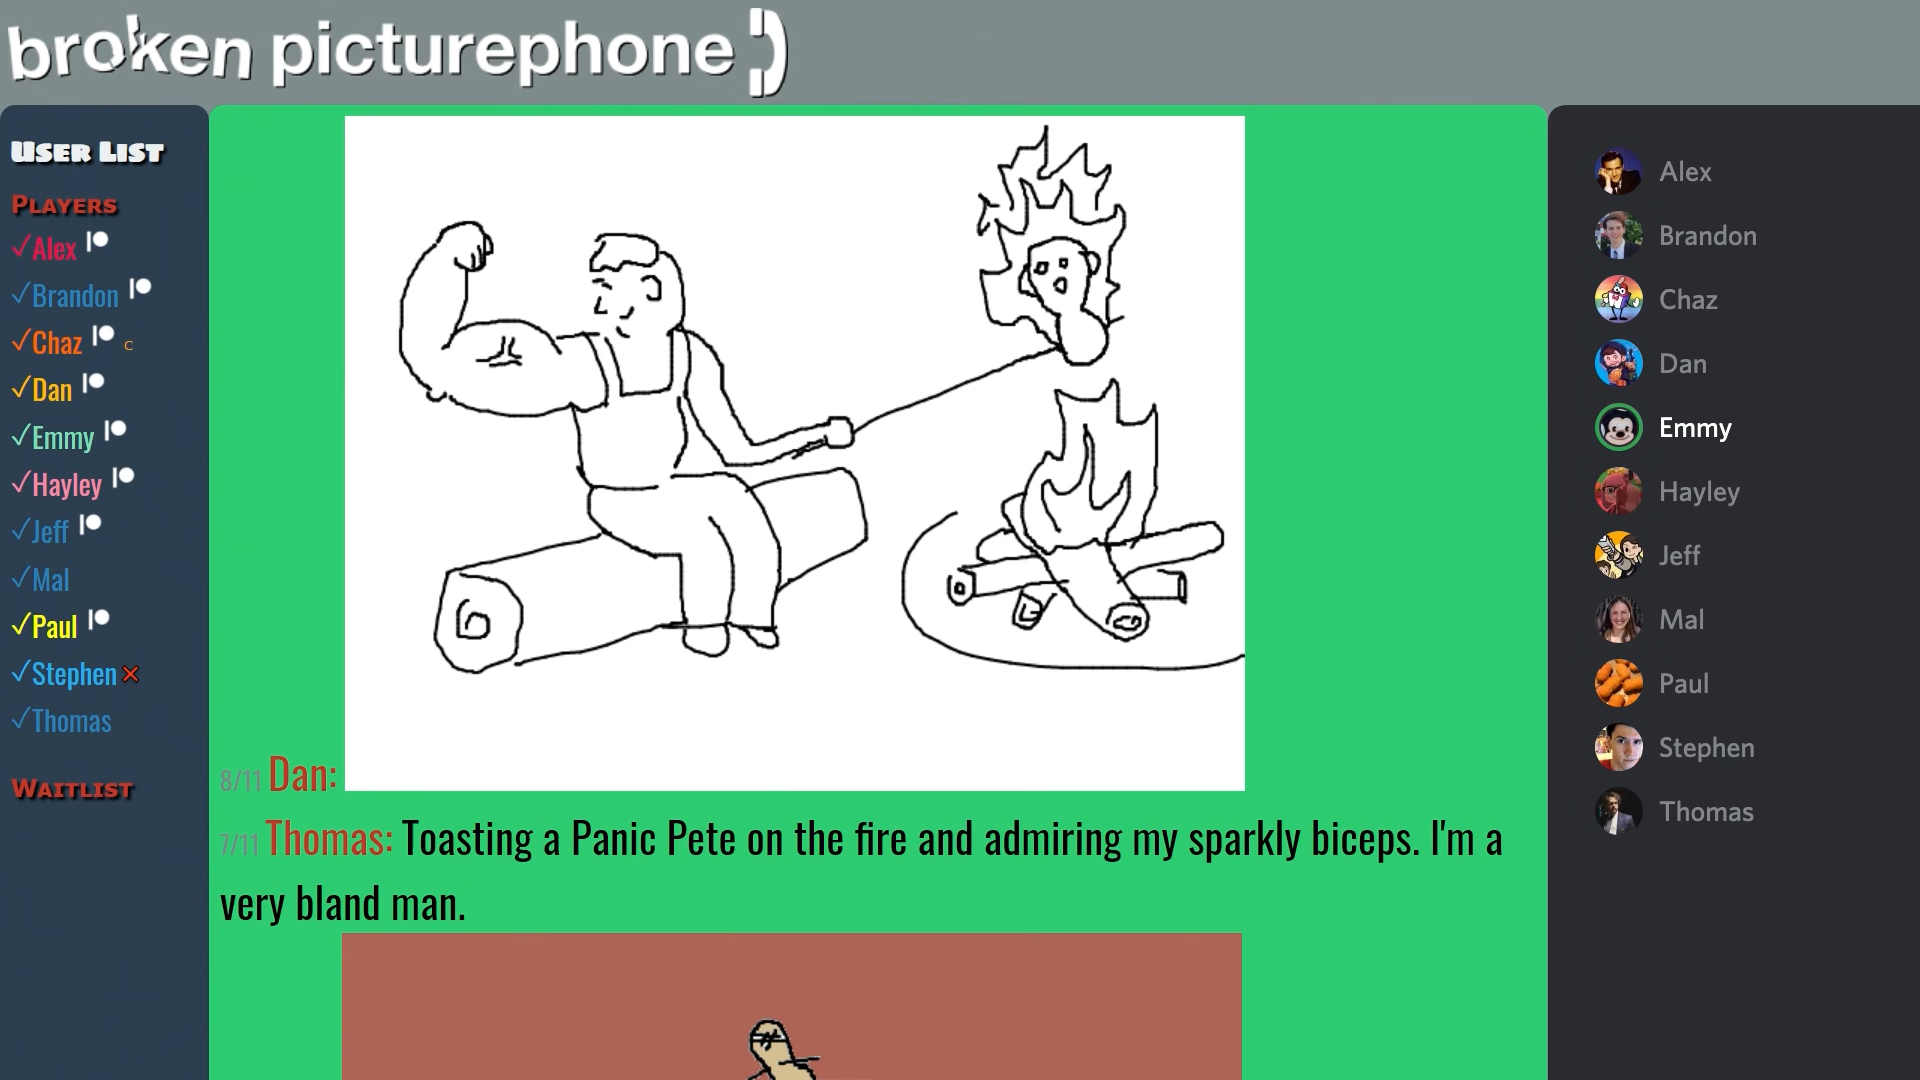 broken picturephone
User List
Players
✓Alex
✓Brandon
✓Chaz c
✓Dan
✓Emmy
✓Hayley
✓Jeff
✓Mal
✓Paul
✓Stephen ✕
✓Thomas
Waitlist
8/11 Dan:
7/11 Thomas: Toasting a Panic Pete on the fire and admiring my sparkly biceps. I'm a
very bland man.
Alex
Brandon
Chaz
Dan
Emmy
Hayley
Jeff
Mal
Paul
Stephen
Thomas